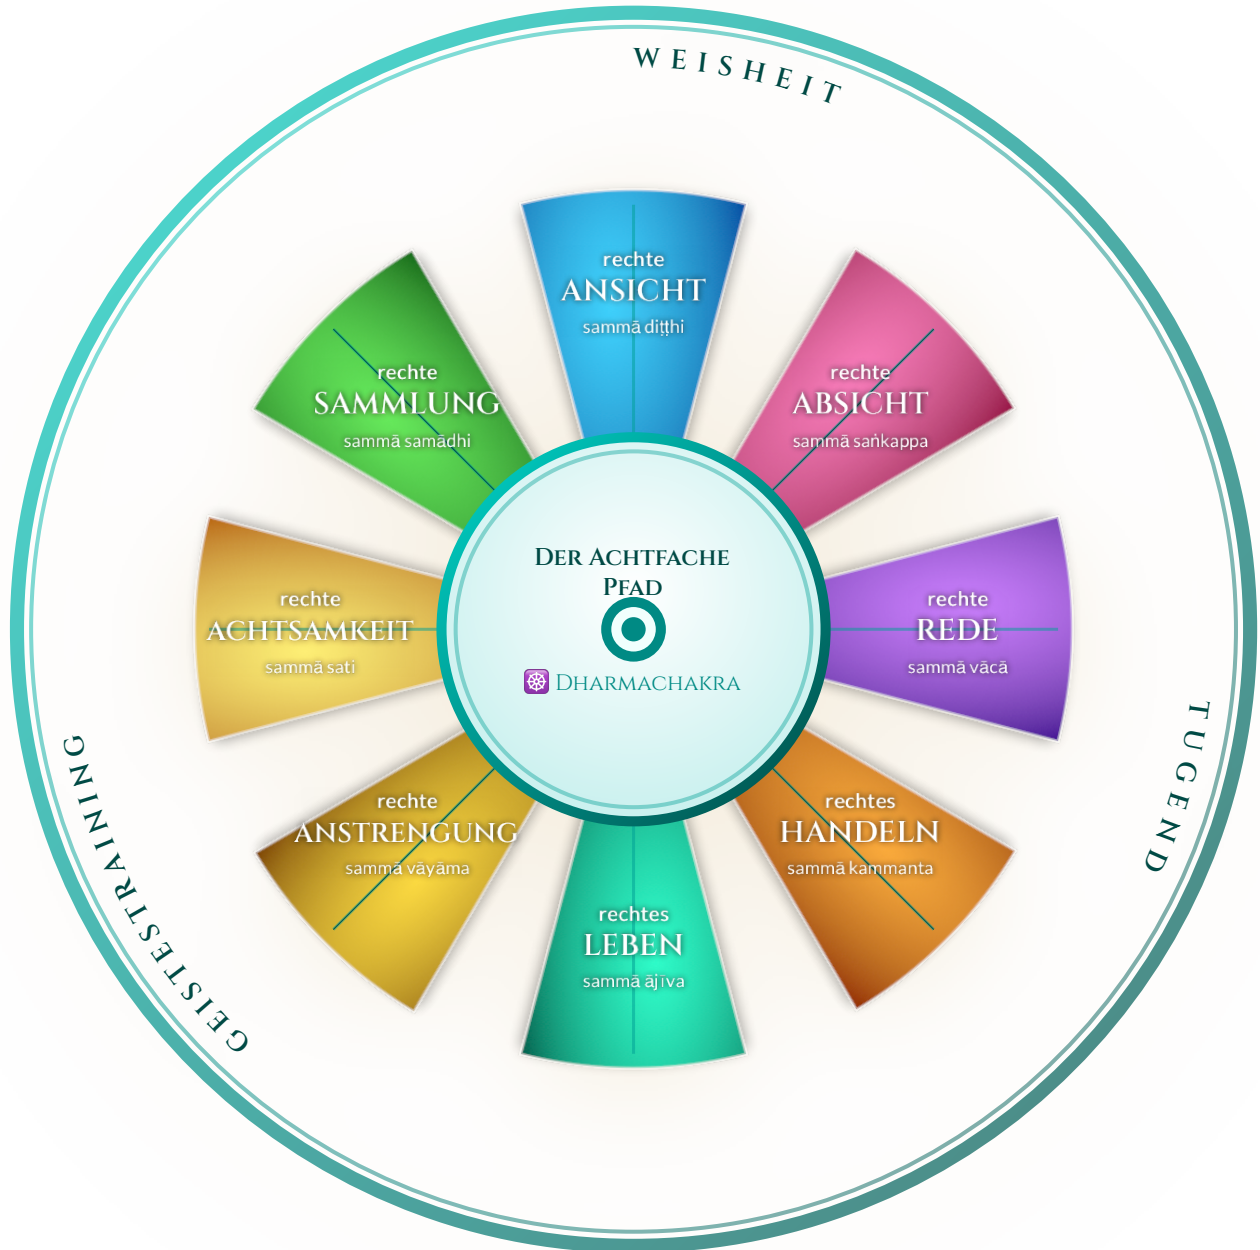 WEISHEIT
rechte
ANSICHT
sammā diṭṭhi
rechte
ABSICHT
sammā saṅkappa
rechte
REDE
sammā vācā
rechtes
HANDELN
sammā kammanta
rechtes
LEBEN
sammā ājīva
rechte
ANSTRENGUNG
sammā vāyāma
rechte
ACHTSAMKEIT
sammā sati
rechte
SAMMLUNG
sammā samādhi
Der Achtfache
Pfad
☸️ Dharmachakra
TUGEND
GEISTESTRAINING